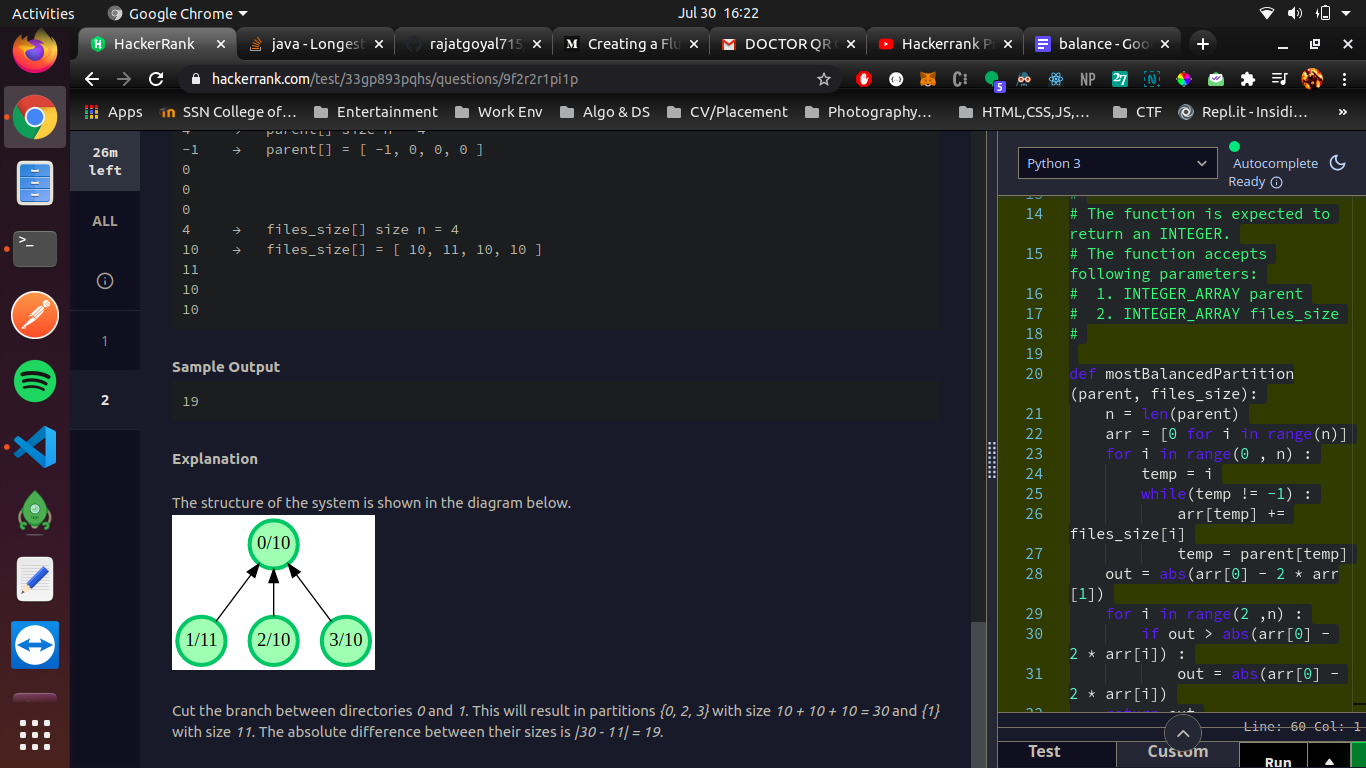 Activities
Google Chrome
Jul 30 16:22
HackerRank
java - Longest
rajatgoyal715
Creating a Flu
DOCTOR QR
Hackerrank P
balance - Goo
hackerrank.com/test/33gp893pqhs/questions/9f2r2r1pi1p
5
C
NP
27
N
Apps
SSN College of...
Entertainment
Work Env
Algo & DS
CV/Placement
Photography...
HTML,CSS,JS,...
CTF
Repl.it - Insidi...
»
26m
left
ALL
1
2
4 → parent[] size n = 4
-1 → parent[] = [ -1, 0, 0, 0 ]
0
0
0
4 → files_size[] size n = 4
10 → files_size[] = [ 10, 11, 10, 10 ]
11
10
10
Sample Output
19
Explanation
The structure of the system is shown in the diagram below.
0/10
1/11
2/10
3/10
Cut the branch between directories 0 and 1. This will result in partitions {0, 2, 3} with size 10 + 10 + 10 = 30 and {1}
with size 11. The absolute difference between their sizes is |30 - 11| = 19.
Python 3
Autocomplete
Ready
13 #
14 # The function is expected to
return an INTEGER.
15 # The function accepts
following parameters:
16 #  1. INTEGER_ARRAY parent
17 #  2. INTEGER_ARRAY files_size
18 #
19
20 def mostBalancedPartition
(parent, files_size):
21 n = len(parent)
22 arr = [0 for i in range(n)]
23 for i in range(0 , n) :
24 temp = i
25 while(temp != -1) :
26 arr[temp] +=
files_size[i]
27 temp = parent[temp]
28 out = abs(arr[0] - 2 * arr
[1])
29 for i in range(2 ,n) :
30 if out > abs(arr[0] -
2 * arr[i]) :
31 out = abs(arr[0] -
2 * arr[i])
32 return out
Line: 60 Col: 1
Test
Custom
Run